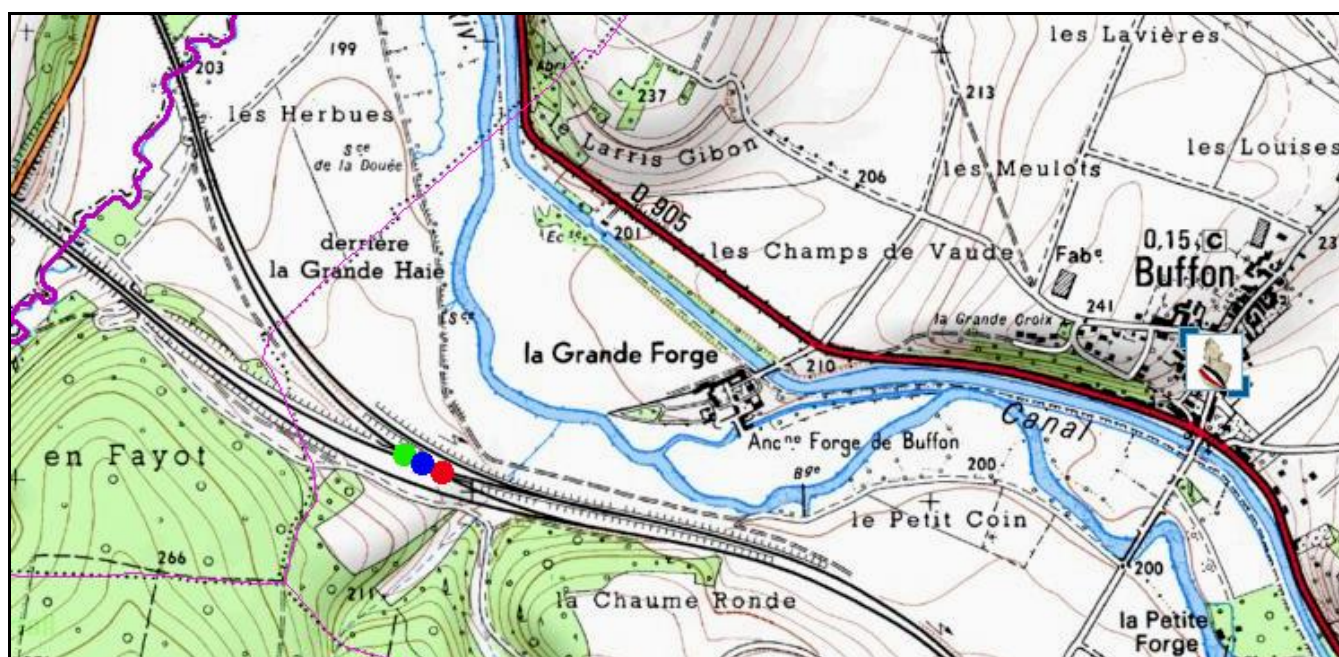 les Lavières
199
203
Abri
237
213
les Herbues
le Larris Gibon
les Louises
Sce
de la Douée
les Meulots
206
D 905
derrière
la Grande Haie
Ecse
201
les Champs de Vaude
0,15
C
Fabe
Buffon
241
Sce
la Grande Croix
la Grande Forge
210
Canal
en Fayot
Ancne Forge de Buffon
Bge
200
le Petit Coin
266
211
200
la Chaume Ronde
la Petite
Forge